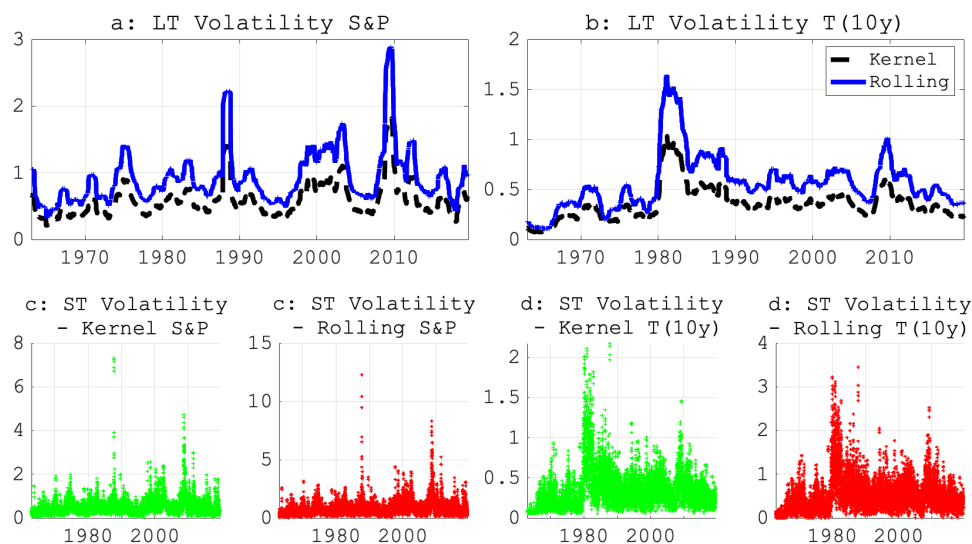 a: LT Volatility S&P
3
2
1
0
1970 1980 1990 2000 2010
b: LT Volatility T(10y)
Kernel
Rolling
2
1.5
1
0.5
0
1970 1980 1990 2000 2010
c: ST Volatility
- Kernel S&P
8
6
4
2
0
1980 2000
c: ST Volatility
- Rolling S&P
15
10
5
0
1980 2000
d: ST Volatility
- Kernel T(10y)
2
1.5
1
0.5
0
1980 2000
d: ST Volatility
- Rolling T(10y)
4
3
2
1
0
1980 2000